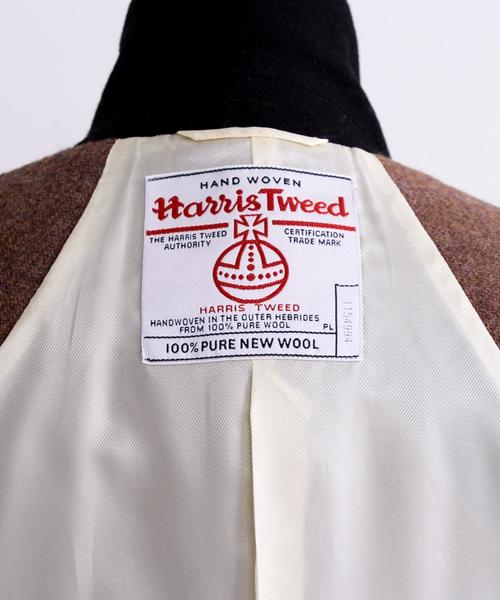 HAND WOVEN
Harris Tweed
THE HARRIS TWEED AUTHORITY
CERTIFICATION TRADE MARK
HARRIS TWEED
HANDWOVEN IN THE OUTER HEBRIDES
FROM 100% PURE WOOL PL
100% PURE NEW WOOL
1154994